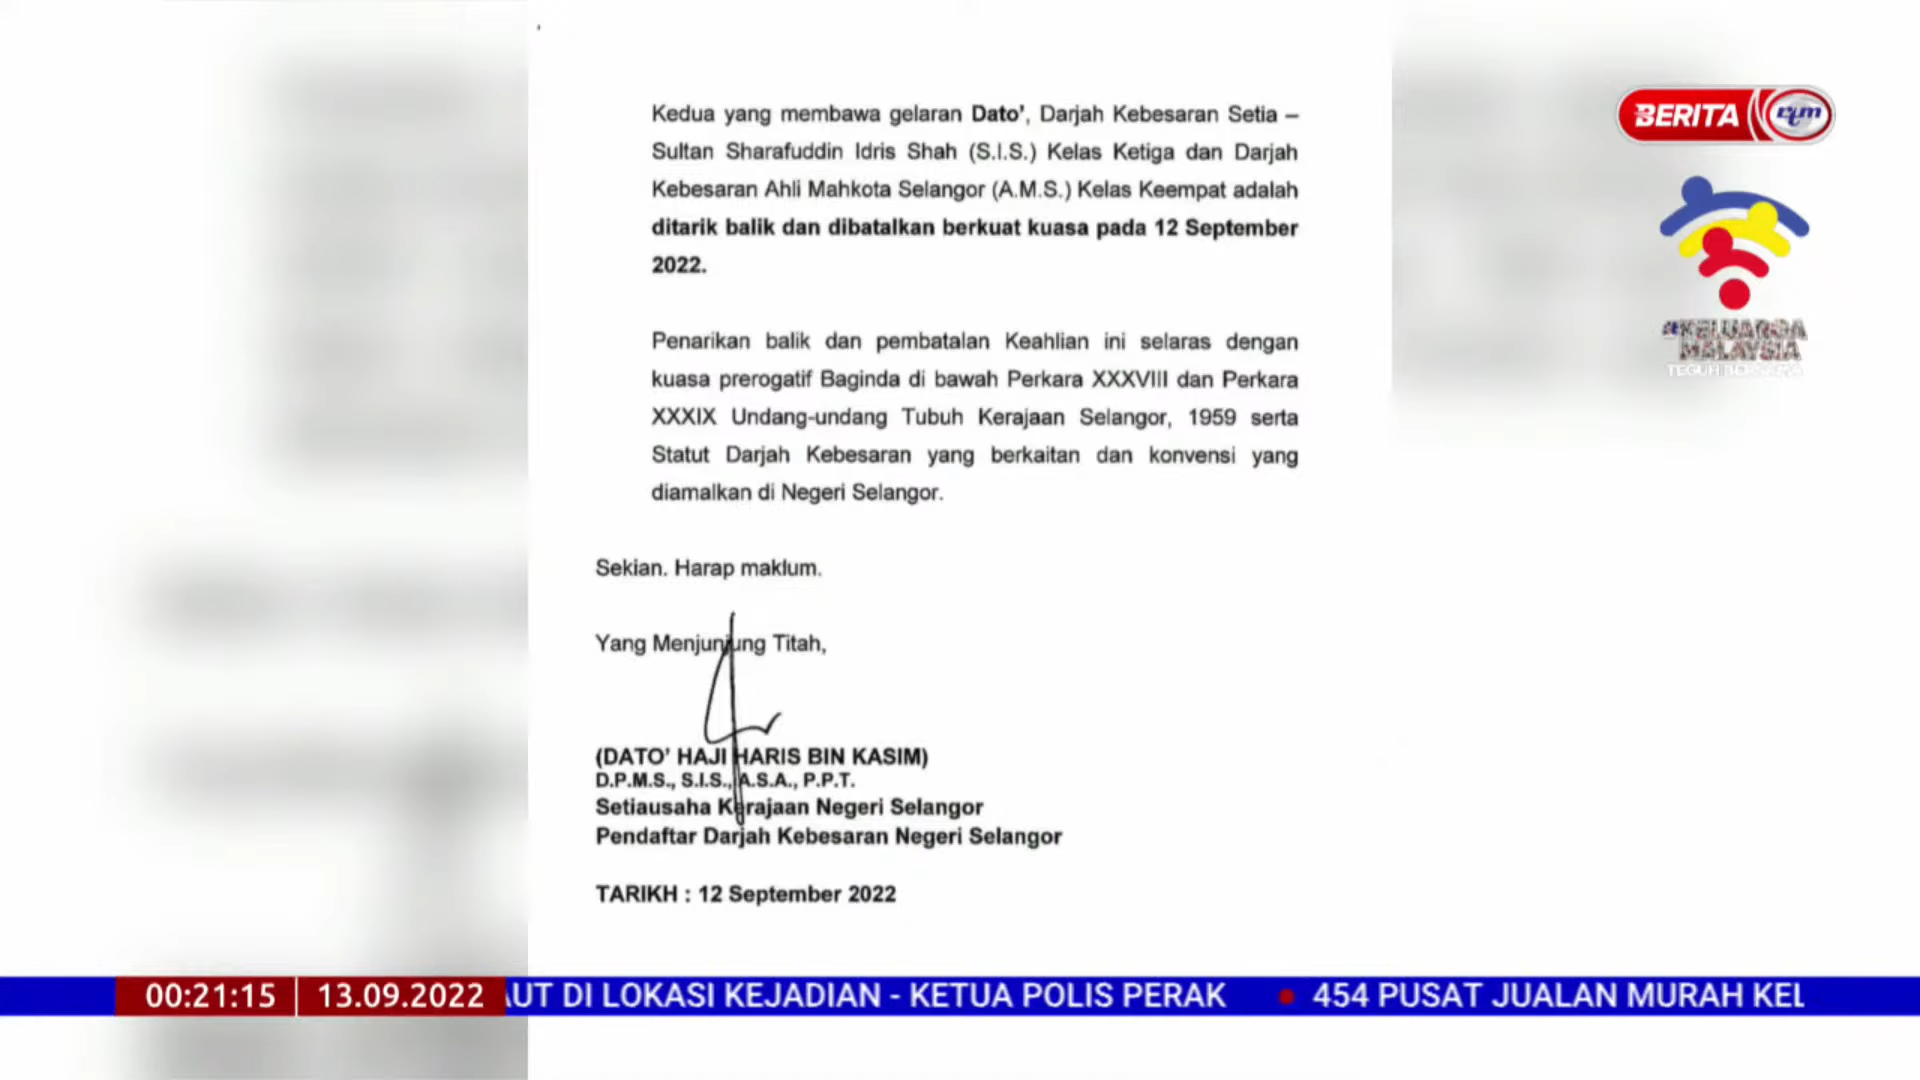 Kedua yang membawa gelaran Dato', Darjah Kebesaran Setia –
Sultan Sharafuddin Idris Shah (S.I.S.) Kelas Ketiga dan Darjah
Kebesaran Ahli Mahkota Selangor (A.M.S.) Kelas Keempat adalah
ditarik balik dan dibatalkan berkuat kuasa pada 12 September
2022.
Penarikan balik dan pembatalan Keahlian ini selaras dengan
kuasa prerogatif Baginda di bawah Perkara XXXVIII dan Perkara
XXXIX Undang-undang Tubuh Kerajaan Selangor, 1959 serta
Statut Darjah Kebesaran yang berkaitan dan konvensi yang
diamalkan di Negeri Selangor.
Sekian. Harap maklum.
Yang Menjunjung Titah,
(DATO' HAJI HARIS BIN KASIM)
D.P.M.S., S.I.S., A.S.A., P.P.T.
Setiausaha Kerajaan Negeri Selangor
Pendaftar Darjah Kebesaran Negeri Selangor
TARIKH : 12 September 2022
BERITA rtm
#KELUARGA
MALAYSIA
TEGUH BERSAMA
00:21:15 13.09.2022 AUT DI LOKASI KEJADIAN - KETUA POLIS PERAK • 454 PUSAT JUALAN MURAH KEL